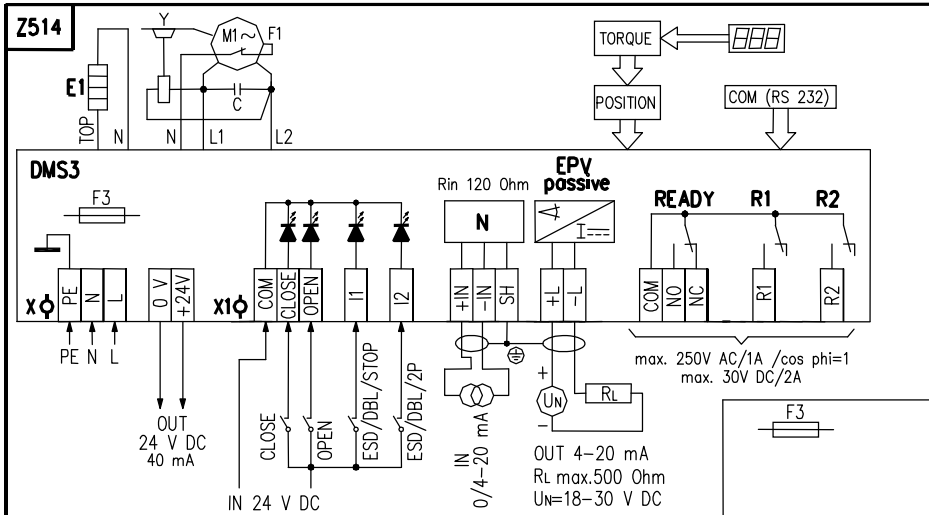 Z514
Y
M1~
F1
E1
C
TOP
N
N
L1
L2
TORQUE
POSITION
COM (RS 232)
DMS3
F3
Rin 120 Ohm
N
EPV
passive
READY
R1
R2
X
PE
N
L
0 V
+24V
X1
COM
CLOSE
OPEN
I1
I2
+IN
-IN
SH
+L
-L
COM
NO
NC
R1
R2
PE N L
OUT
24 V DC
40 mA
CLOSE
OPEN
ESD/DBL/STOP
ESD/DBL/2P
IN 24 V DC
IN
0/4-20 mA
+
UN
-
RL
OUT 4-20 mA
RL max.500 Ohm
UN=18-30 V DC
max. 250V AC/1A /cos phi=1
max. 30V DC/2A
F3